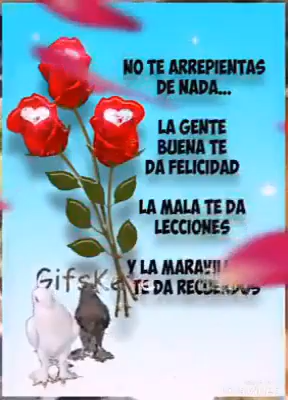 NO TE ARREPIENTAS
DE NADA...
LA GENTE
BUENA TE
DA FELICIDAD
LA MALA TE DA
LECCIONES
Y LA
TE DA RECUERDOS